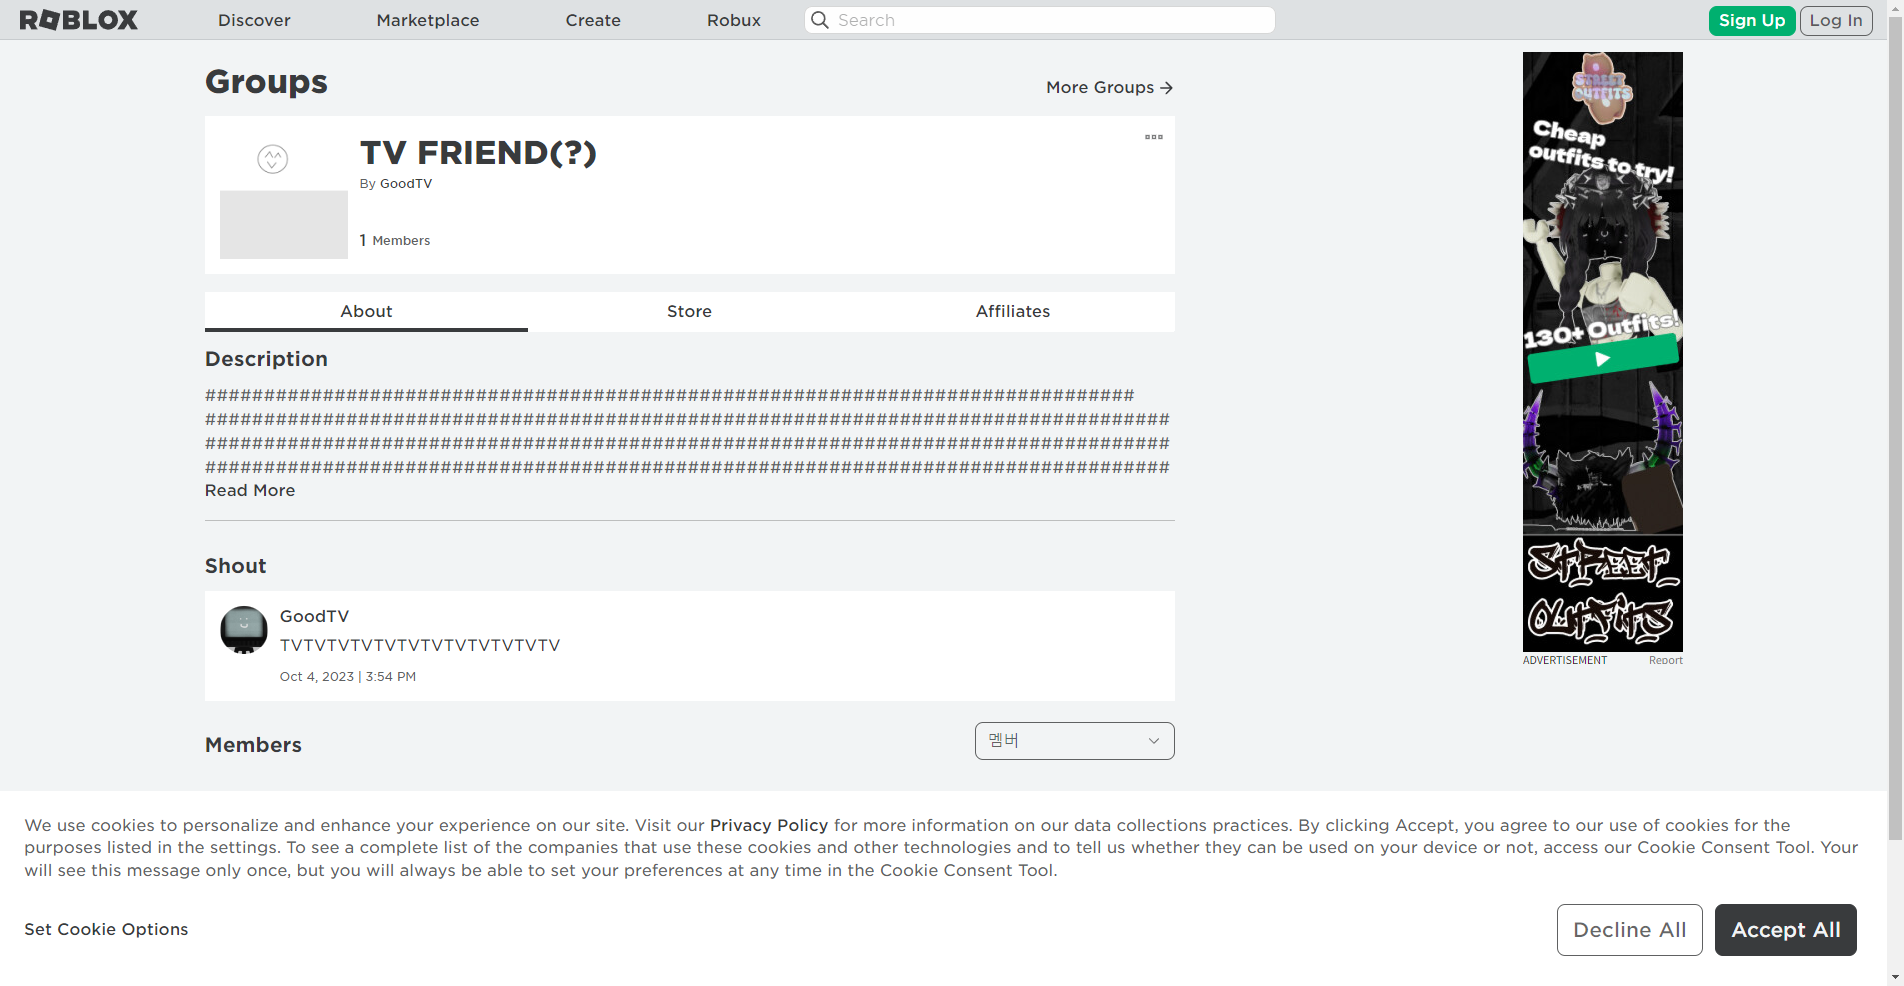 ROBLOX
Discover
Marketplace
Create
Robux
Search
Sign Up
Log In
Groups
More Groups
TV FRIEND(?)
By GoodTV
1 Members
About
Store
Affiliates
Description
###############################################################################
##################################################################################
##################################################################################
##################################################################################
Read More
Shout
GoodTV
TVTVTVTVTVTVTVTVTVTVTVTV
Oct 4, 2023 | 3:54 PM
Members
멤버
STREET
OUTFITS
Cheap
outfits to try!
130+ Outfits!
STREET
OUTFITS
ADVERTISEMENT
Report
We use cookies to personalize and enhance your experience on our site. Visit our Privacy Policy for more information on our data collections practices. By clicking Accept, you agree to our use of cookies for the
purposes listed in the settings. To see a complete list of the companies that use these cookies and other technologies and to tell us whether they can be used on your device or not, access our Cookie Consent Tool. Your
will see this message only once, but you will always be able to set your preferences at any time in the Cookie Consent Tool.
Set Cookie Options
Decline All
Accept All